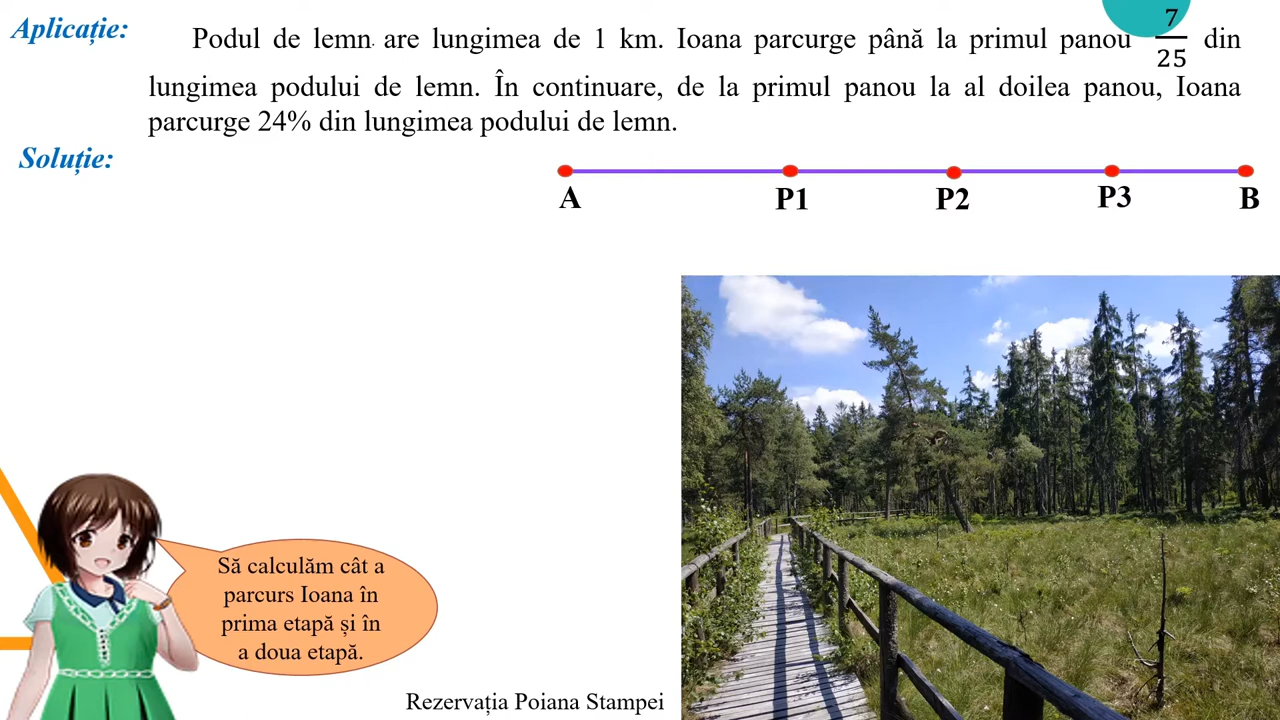 Aplicație:
Podul de lemn are lungimea de 1 km. Ioana parcurge până la primul panou 7/25 din
lungimea podului de lemn. În continuare, de la primul panou la al doilea panou, Ioana
parcurge 24% din lungimea podului de lemn.
Soluție:
A P1 P2 P3 B
Să calculăm cât a
parcurs Ioana în
prima etapă și în
a doua etapă.
Rezervația Poiana Stampei